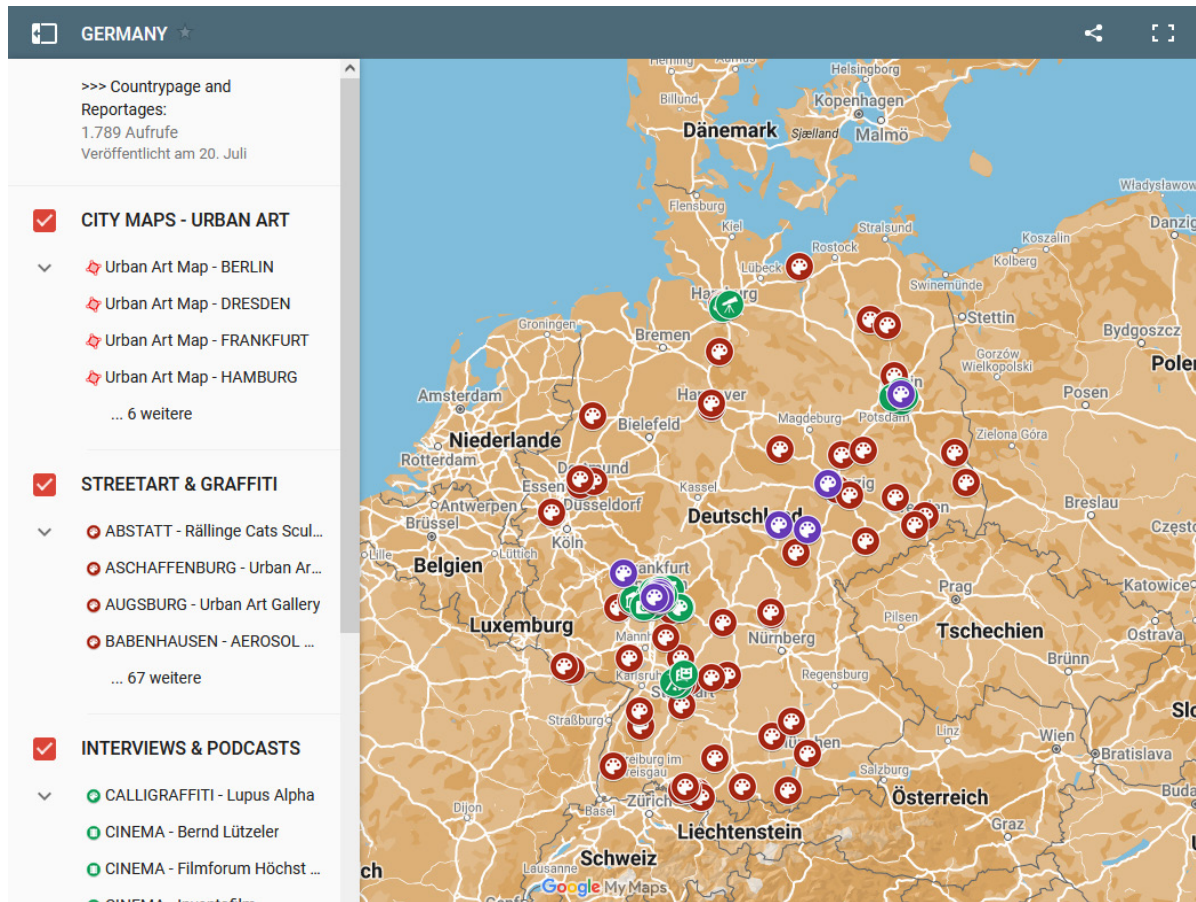 GERMANY
>>> Countrypage and
Reportages:
1.789 Aufrufe
Veröffentlicht am 20. Juli
CITY MAPS - URBAN ART
Urban Art Map - BERLIN
Urban Art Map - DRESDEN
Urban Art Map - FRANKFURT
Urban Art Map - HAMBURG
... 6 weitere
STREETART & GRAFFITI
ABSTATT - Rällinge Cats Scul...
ASCHAFFENBURG - Urban Ar...
AUGSBURG - Urban Art Gallery
BABENHAUSEN - AEROSOL ...
... 67 weitere
INTERVIEWS & PODCASTS
CALLIGRAFFITI - Lupus Alpha
CINEMA - Bernd Lützeler
CINEMA - Filmforum Höchst ...
Helsingborg
Billund
Kopenhagen
Dänemark
Sjælland
Malmö
Flensburg
Kiel
Stralsund
Rostock
Lübeck
Swinemünde
Koszalin
Kolberg
Władysławow
Danzig
Groningen
Bremen
Stettin
Bydgoszcz
Gorzów
Wielkopolski
Polen
Amsterdam
Posen
Bielefeld
Magdeburg
Potsdam
Niederlande
Rotterdam
Zielona Góra
Essen
Kassel
Antwerpen
Düsseldorf
Brüssel
Deutschland
Breslau
Köln
Lille
Lüttich
Belgien
Prag
Katowice
Luxemburg
Pilsen
Tschechien
Ostrava
Nürnberg
Brünn
Karlsruhe
Regensburg
Straßburg
Linz
Wien
Bratislava
Salzburg
Österreich
Zürich
Basel
Dijon
Liechtenstein
Graz
Schweiz
Lausanne
Google My Maps